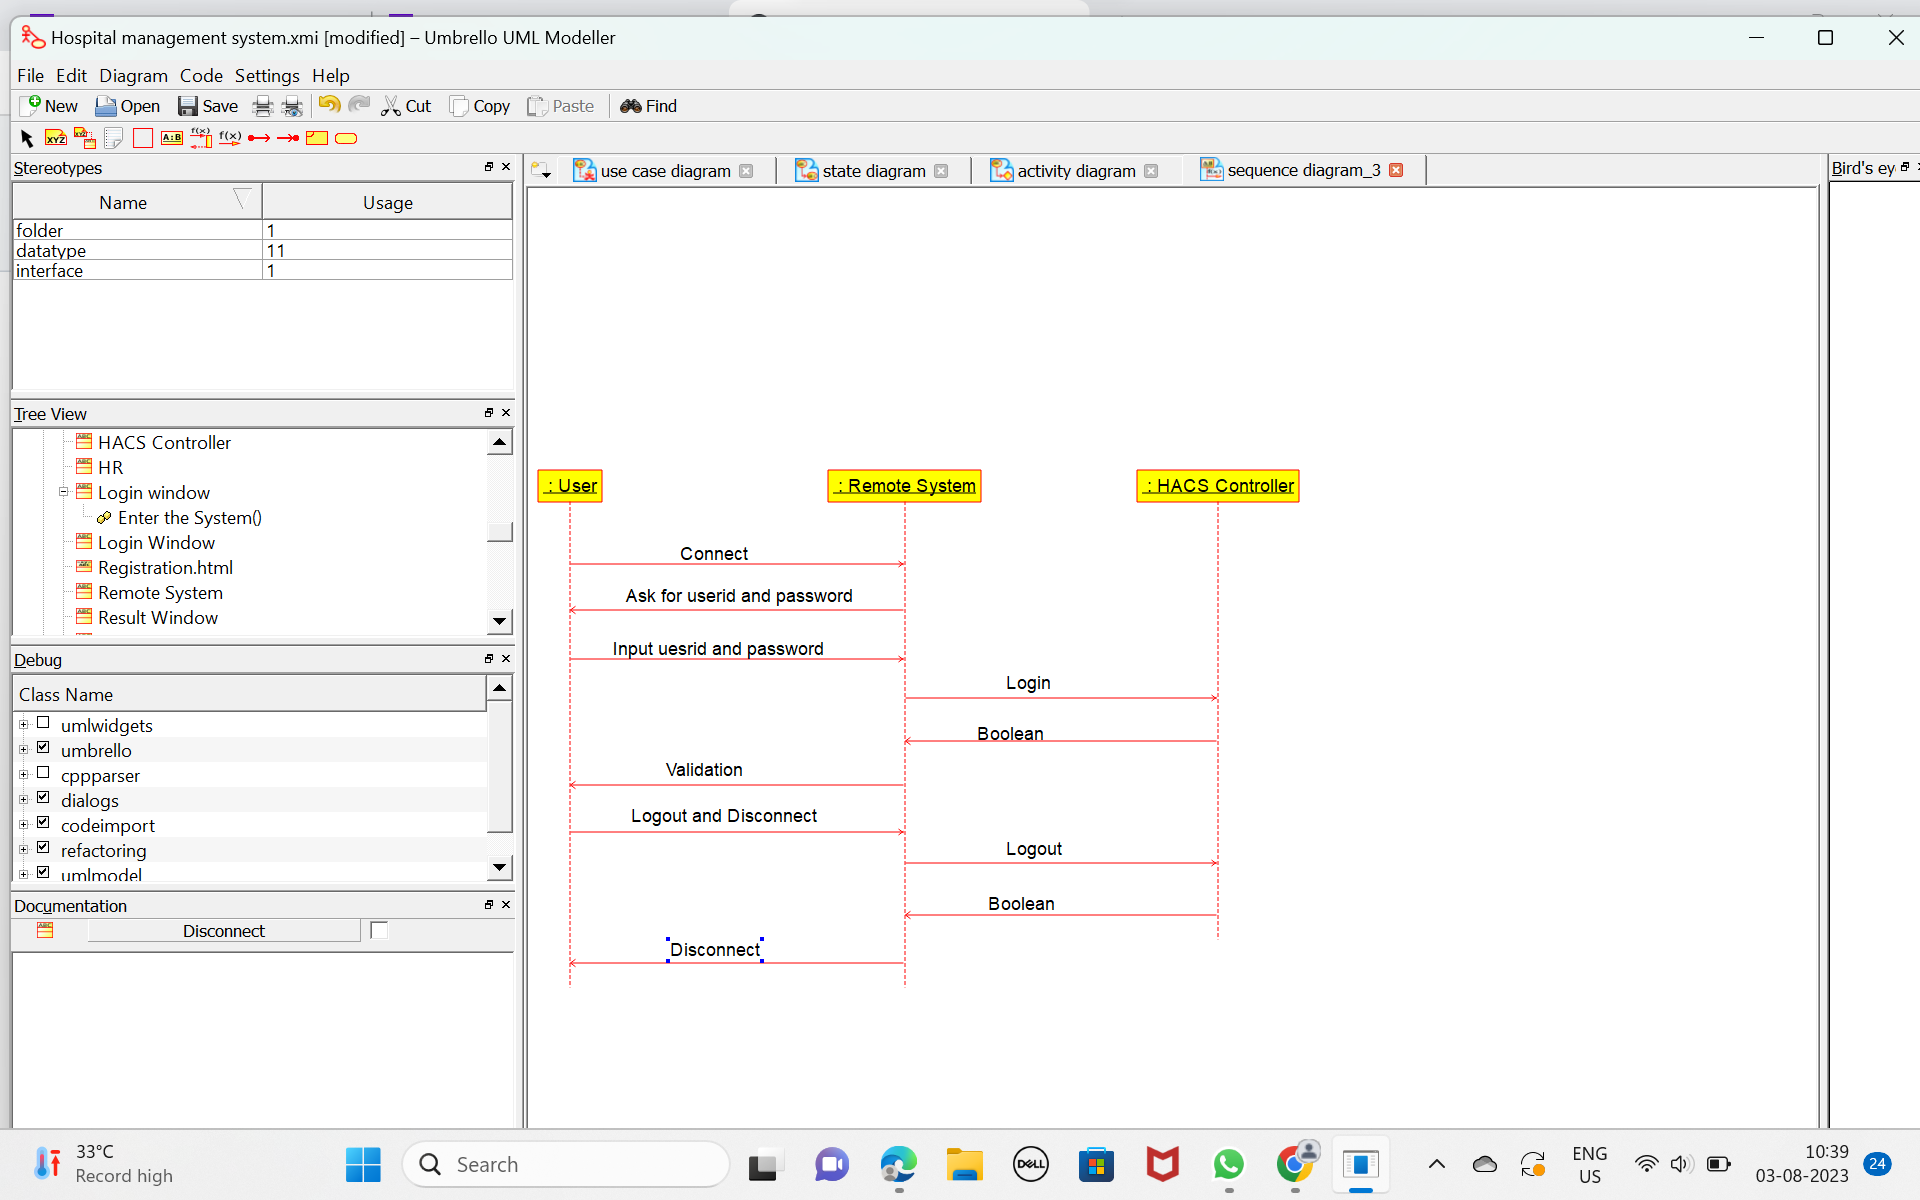 Hospital management system.xmi [modified] – Umbrello UML Modeller
File Edit Diagram Code Settings Help
New Open Save Cut Copy Paste Find
XYZ XYZ A:B f(x) f(x)
Stereotypes
use case diagram state diagram activity diagram sequence diagram_3
Bird's ey
Name Usage
folder 1
datatype 11
interface 1
Tree View
HACS Controller
HR
Login window
Enter the System()
Login Window
Registration.html
Remote System
Result Window
Debug
Class Name
umlwidgets
umbrello
cppparser
dialogs
codeimport
refactoring
umlmodel
Documentation
Disconnect
: User : Remote System : HACS Controller
Connect
Ask for userid and password
Input uesrid and password
Login
Boolean
Validation
Logout and Disconnect
Logout
Boolean
Disconnect
33°C
Record high
Search
DELL
ENG
US
10:39
03-08-2023
24